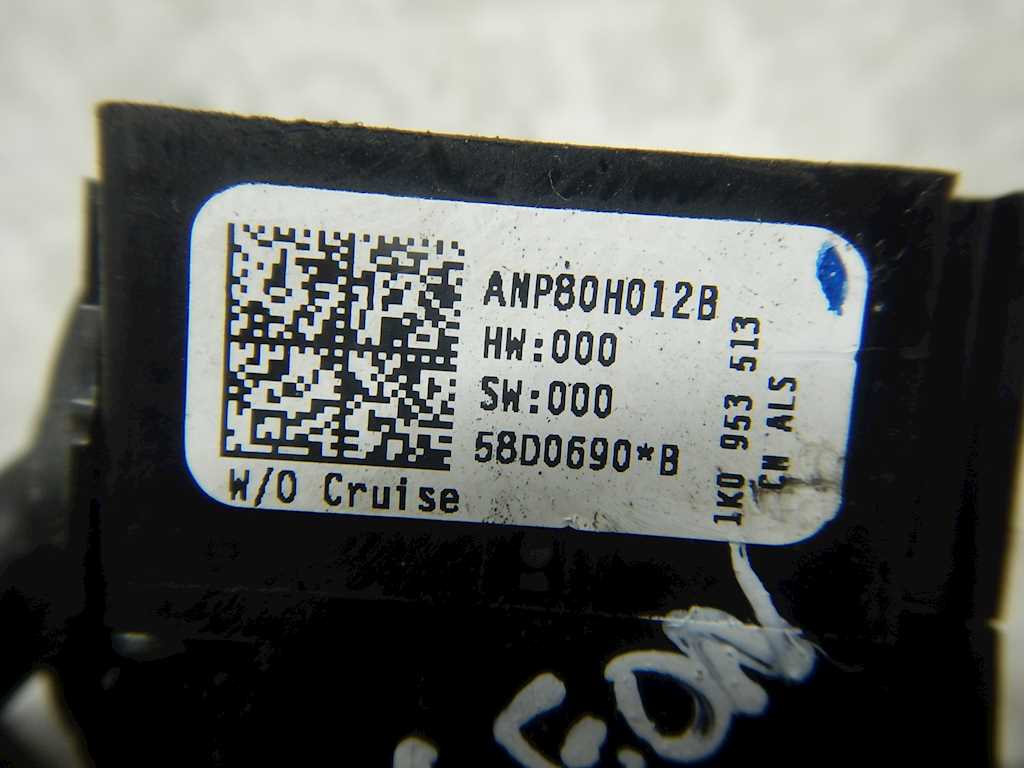 ANP80H012B
HW:000
SW:000
58D0690*B
W/O Cruise
1K0 953 513
CN ALS